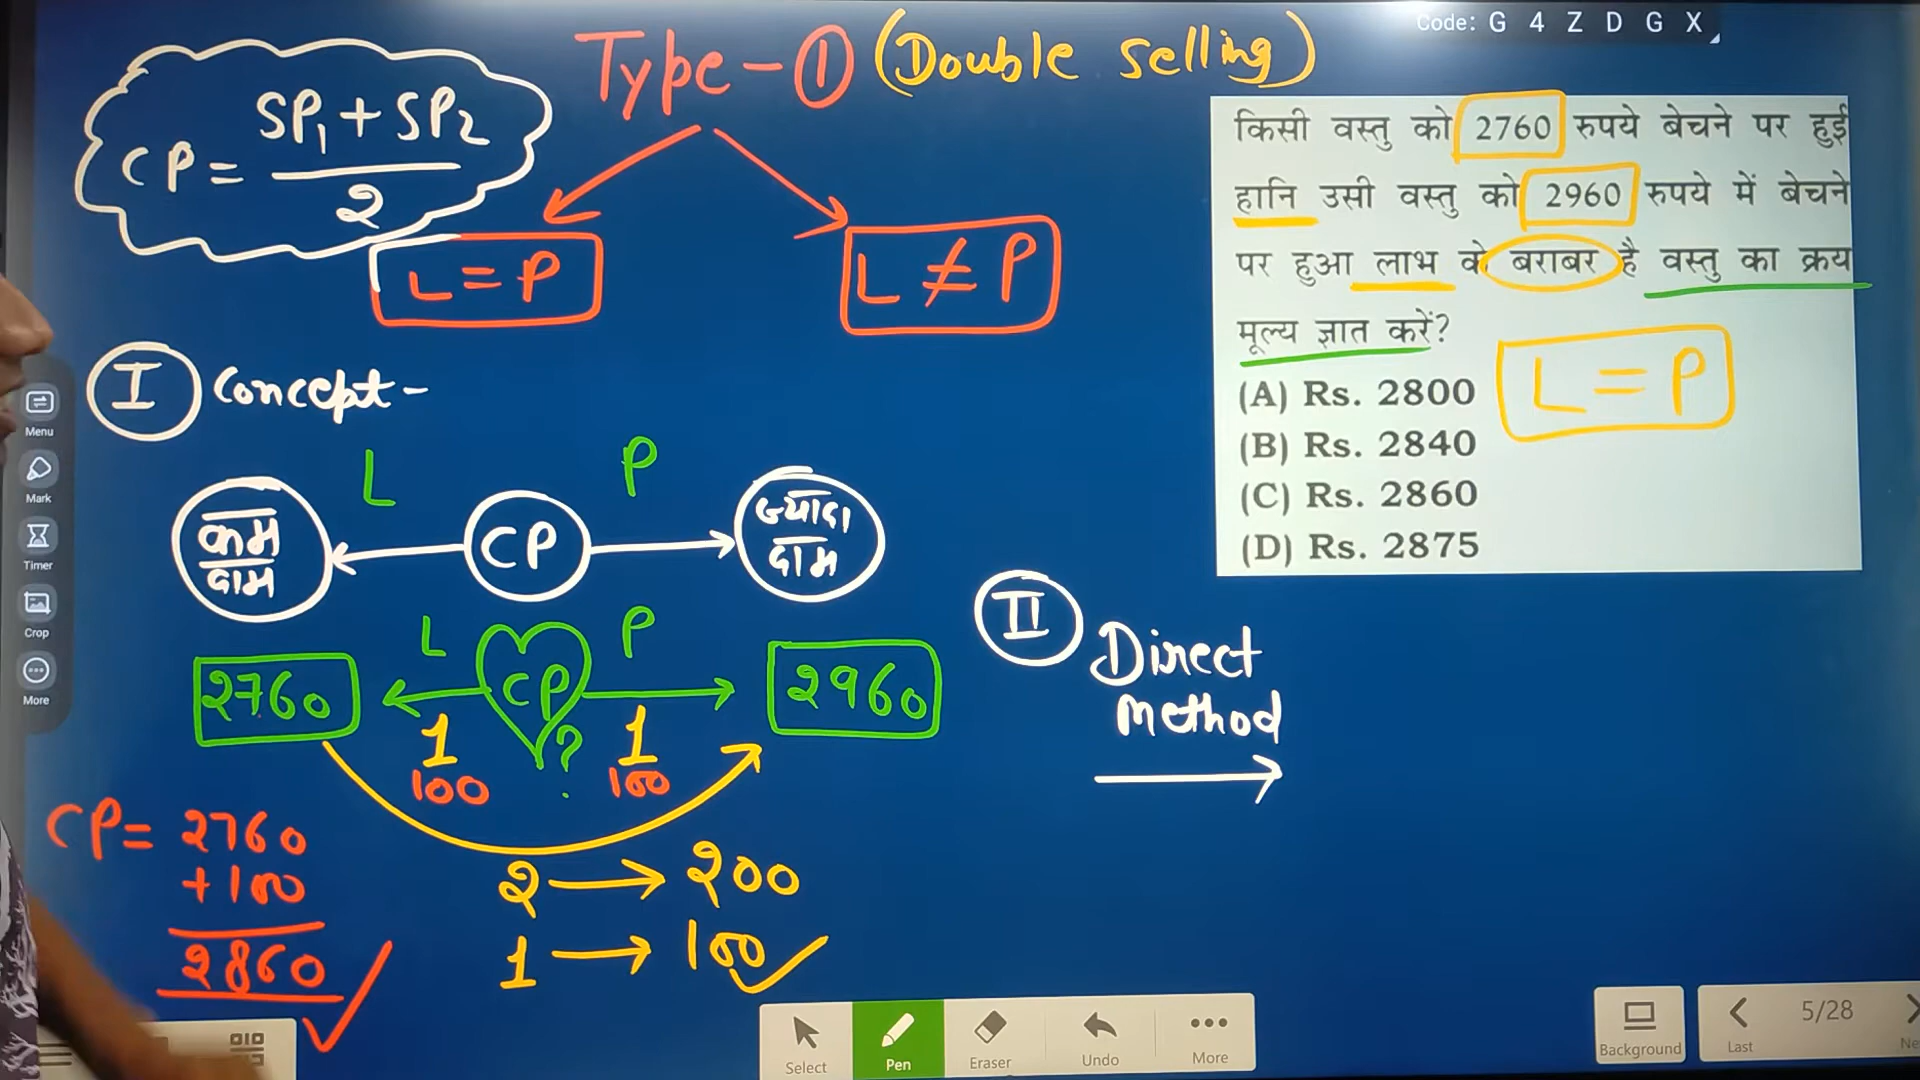 Code: G 4 Z D G X
Type-① (Double selling)
CP = SP₁ + SP₂ / 2
L = P
L ≠ P
किसी वस्तु को 2760 रुपये बेचने पर हुई
हानि उसी वस्तु को 2960 रुपये में बेचने
पर हुआ लाभ के बराबर है वस्तु का क्रय
मूल्य ज्ञात करें?
(A) Rs. 2800
(B) Rs. 2840
(C) Rs. 2860
(D) Rs. 2875
L = P
I Concept-
L P
कम दाम CP ज्यादा दाम
L P
2760 CP ? 2960
1 1
100 100
CP = 2760
+100
2860
2 → 200
1 → 100
II Direct
Method
Menu
Mark
Timer
Crop
More
Select
Pen
Eraser
Undo
More
Background
Last
5/28